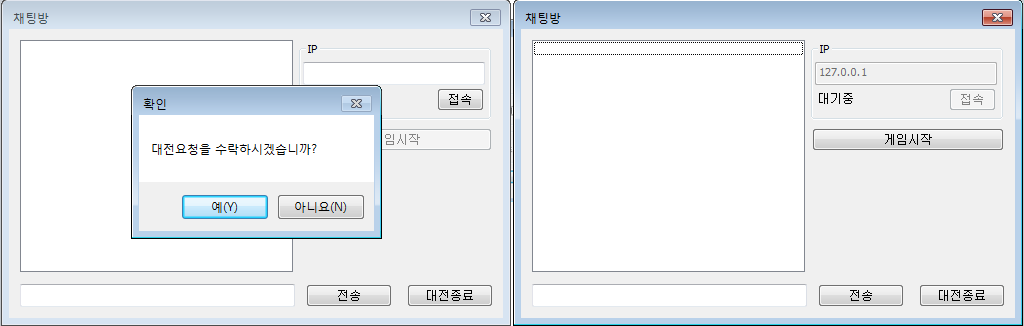 채팅방
IP
접속
임시작
확인
대전요청을 수락하시겠습니까?
예(Y)
아니요(N)
전송
대전종료
채팅방
IP
127.0.0.1
대기중
접속
게임시작
전송
대전종료